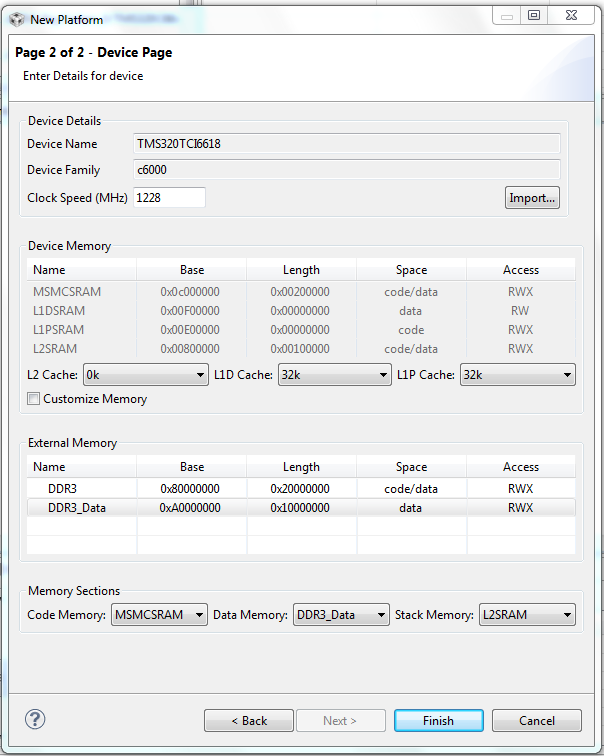 New Platform
Page 2 of 2 - Device Page
Enter Details for device
Device Details
Device Name TMS320TCI6618
Device Family c6000
Clock Speed (MHz) 1228 Import...
Device Memory
Name Base Length Space Access
MSMCSRAM 0x0c000000 0x00200000 code/data RWX
L1DSRAM 0x00F00000 0x00000000 data RW
L1PSRAM 0x00E00000 0x00000000 code RWX
L2SRAM 0x00800000 0x00100000 code/data RWX
L2 Cache: 0k L1D Cache: 32k L1P Cache: 32k
Customize Memory
External Memory
Name Base Length Space Access
DDR3 0x80000000 0x20000000 code/data RWX
DDR3_Data 0xA0000000 0x10000000 data RWX
Memory Sections
Code Memory: MSMCSRAM Data Memory: DDR3_Data Stack Memory: L2SRAM
? < Back Next > Finish Cancel